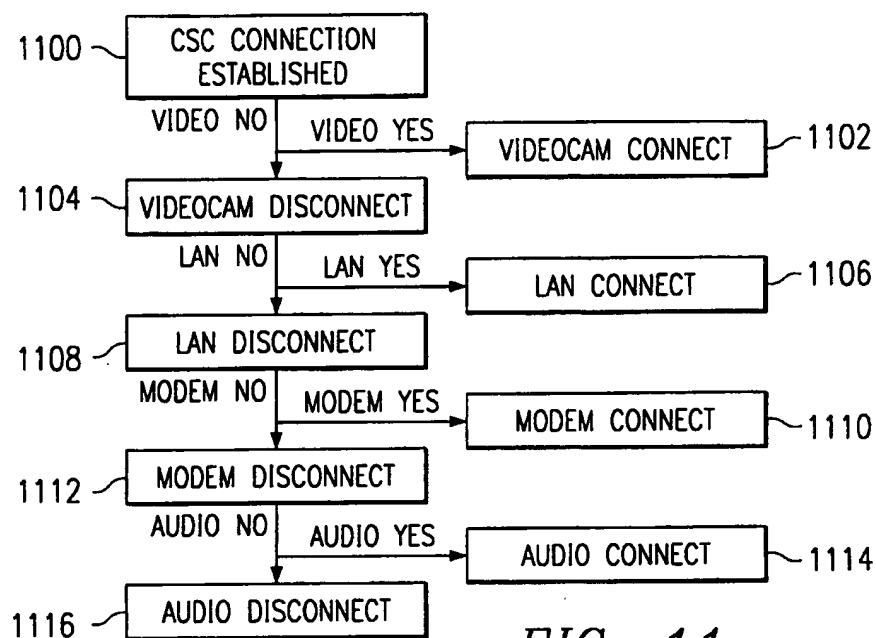 1100
CSC CONNECTION
ESTABLISHED
VIDEO NO
VIDEO YES
VIDEOCAM CONNECT
1102
1104
VIDEOCAM DISCONNECT
LAN NO
LAN YES
LAN CONNECT
1106
1108
LAN DISCONNECT
MODEM NO
MODEM YES
MODEM CONNECT
1110
1112
MODEM DISCONNECT
AUDIO NO
AUDIO YES
AUDIO CONNECT
1114
1116
AUDIO DISCONNECT
FIG. 11